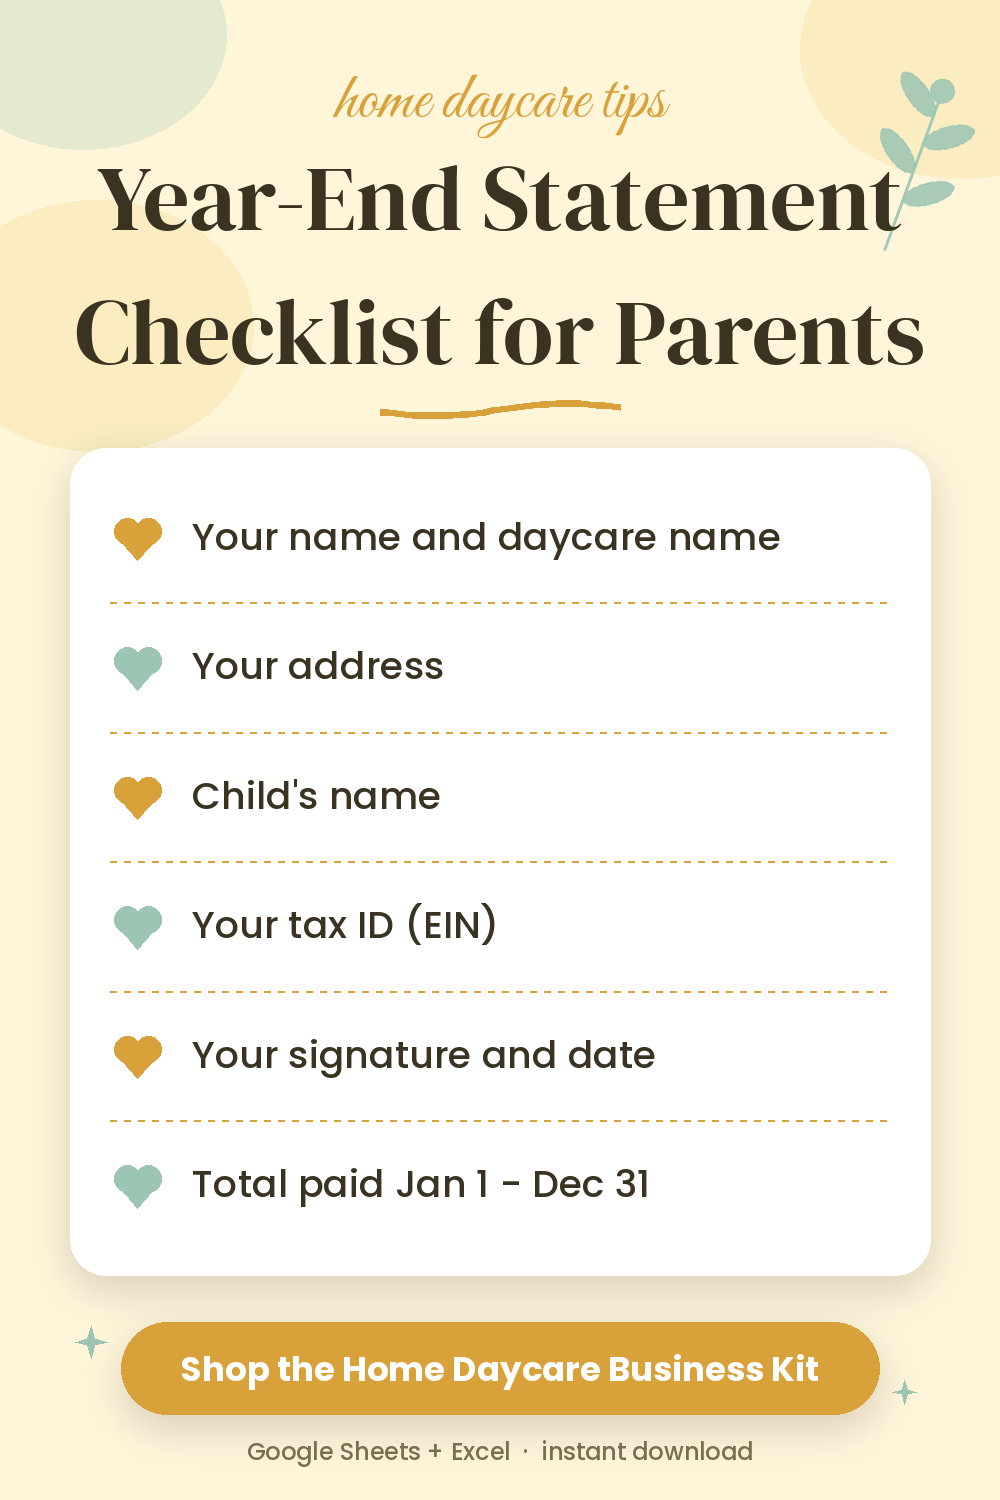 home daycare tips
Year-End Statement
Checklist for Parents
Your name and daycare name
Your address
Child's name
Your tax ID (EIN)
Your signature and date
Total paid Jan 1 - Dec 31
Shop the Home Daycare Business Kit
Google Sheets + Excel · instant download